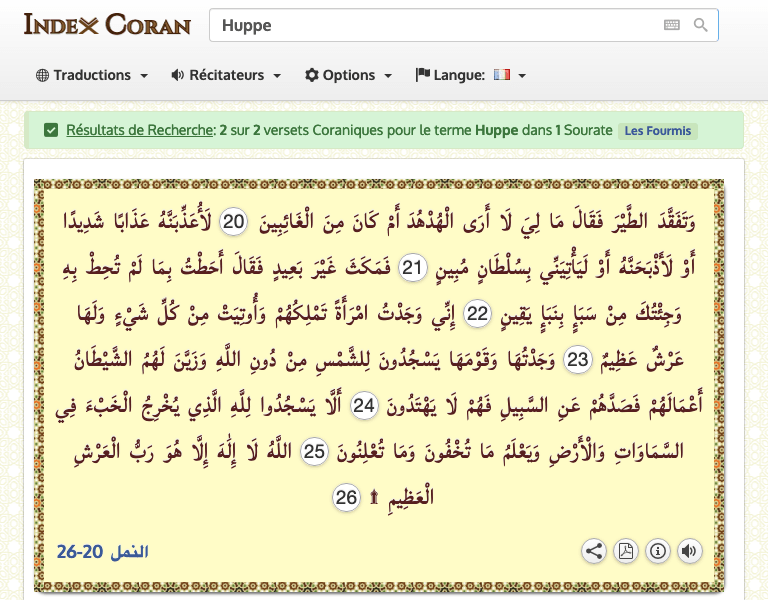 INDEX CORAN
Huppe
Traductions
Récitateurs
Options
Langue:
Résultats de Recherche: 2 sur 2 versets Coraniques pour le terme Huppe dans 1 Sourate Les Fourmis
وَتَفَقَّدَ الطَّيْرَ فَقَالَ مَا لِيَ لَا أَرَى الْهُدْهُدَ أَمْ كَانَ مِنَ الْغَائِبِينَ 20 لَأُعَذِّبَنَّهُ عَذَابًا شَدِيدًا
أَوْ لَأَذْبَحَنَّهُ أَوْ لَيَأْتِيَنِّي بِسُلْطَانٍ مُبِينٍ 21 فَمَكَثَ غَيْرَ بَعِيدٍ فَقَالَ أَحَطْتُ بِمَا لَمْ تُحِطْ بِهِ
وَجِئْتُكَ مِنْ سَبَإٍ بِنَبَإٍ يَقِينٍ 22 إِنِّي وَجَدْتُ امْرَأَةً تَمْلِكُهُمْ وَأُوتِيَتْ مِنْ كُلِّ شَيْءٍ وَلَهَا
عَرْشٌ عَظِيمٌ 23 وَجَدْتُهَا وَقَوْمَهَا يَسْجُدُونَ لِلشَّمْسِ مِنْ دُونِ اللَّهِ وَزَيَّنَ لَهُمُ الشَّيْطَانُ
أَعْمَالَهُمْ فَصَدَّهُمْ عَنِ السَّبِيلِ فَهُمْ لَا يَهْتَدُونَ 24 أَلَّا يَسْجُدُوا لِلَّهِ الَّذِي يُخْرِجُ الْخَبْءَ فِي
السَّمَاوَاتِ وَالْأَرْضِ وَيَعْلَمُ مَا تُخْفُونَ وَمَا تُعْلِنُونَ 25 اللَّهُ لَا إِلَٰهَ إِلَّا هُوَ رَبُّ الْعَرْشِ
الْعَظِيمِ ۩ 26
النمل 20-26